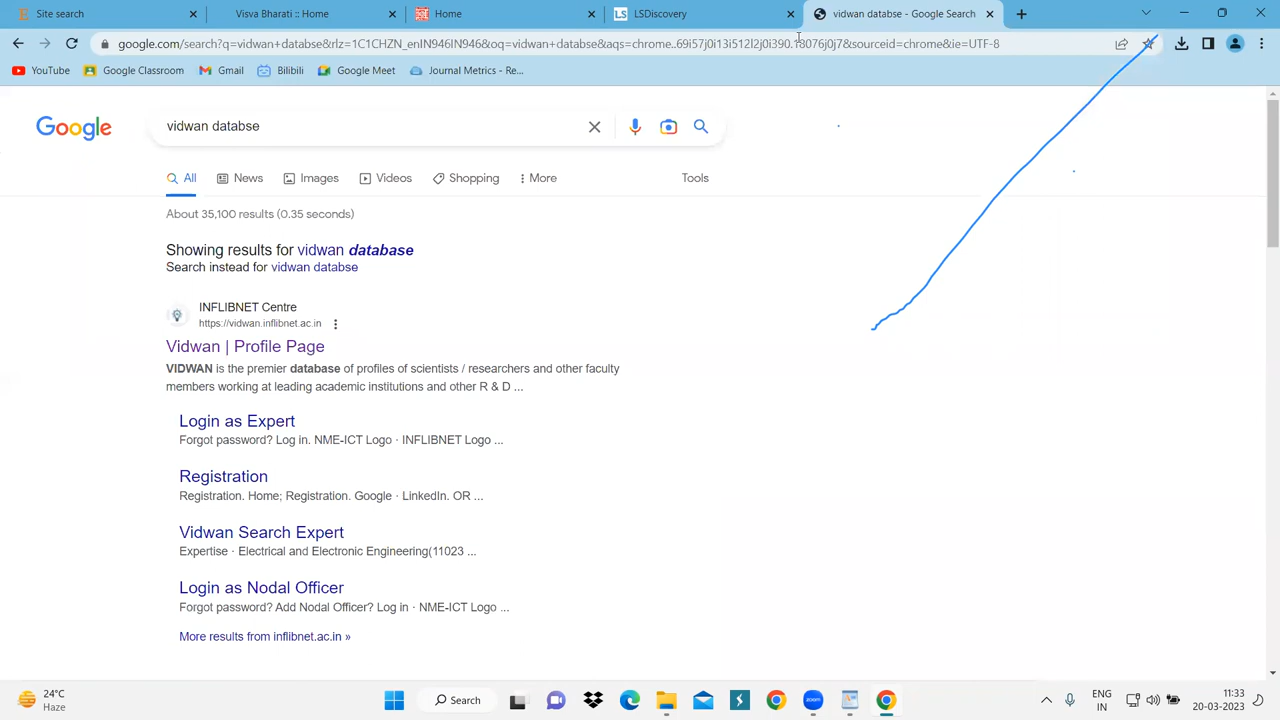 Site search
Visva Bharati :: Home
Home
LS LSDiscovery
vidwan databse - Google Search
google.com/search?q=vidwan+databse&rlz=1C1CHZN_enIN946IN946&oq=vidwan+databse&aqs=chrome..69i57j0i13i512l2j0i390.18076j0j7&sourceid=chrome&ie=UTF-8
YouTube
Google Classroom
Gmail
Bilibili
Google Meet
Journal Metrics - Re...
Google
vidwan databse
All
News
Images
Videos
Shopping
More
Tools
About 35,100 results (0.35 seconds)
Showing results for vidwan database
Search instead for vidwan databse
INFLIBNET Centre
https://vidwan.inflibnet.ac.in
Vidwan | Profile Page
VIDWAN is the premier database of profiles of scientists / researchers and other faculty
members working at leading academic institutions and other R & D ...
Login as Expert
Forgot password? Log in. NME-ICT Logo · INFLIBNET Logo ...
Registration
Registration. Home; Registration. Google · LinkedIn. OR ...
Vidwan Search Expert
Expertise · Electrical and Electronic Engineering(11023 ...
Login as Nodal Officer
Forgot password? Add Nodal Officer? Log in · NME-ICT Logo ...
More results from inflibnet.ac.in »
24°C
Haze
Search
zoom
ENG
IN
11:33
20-03-2023